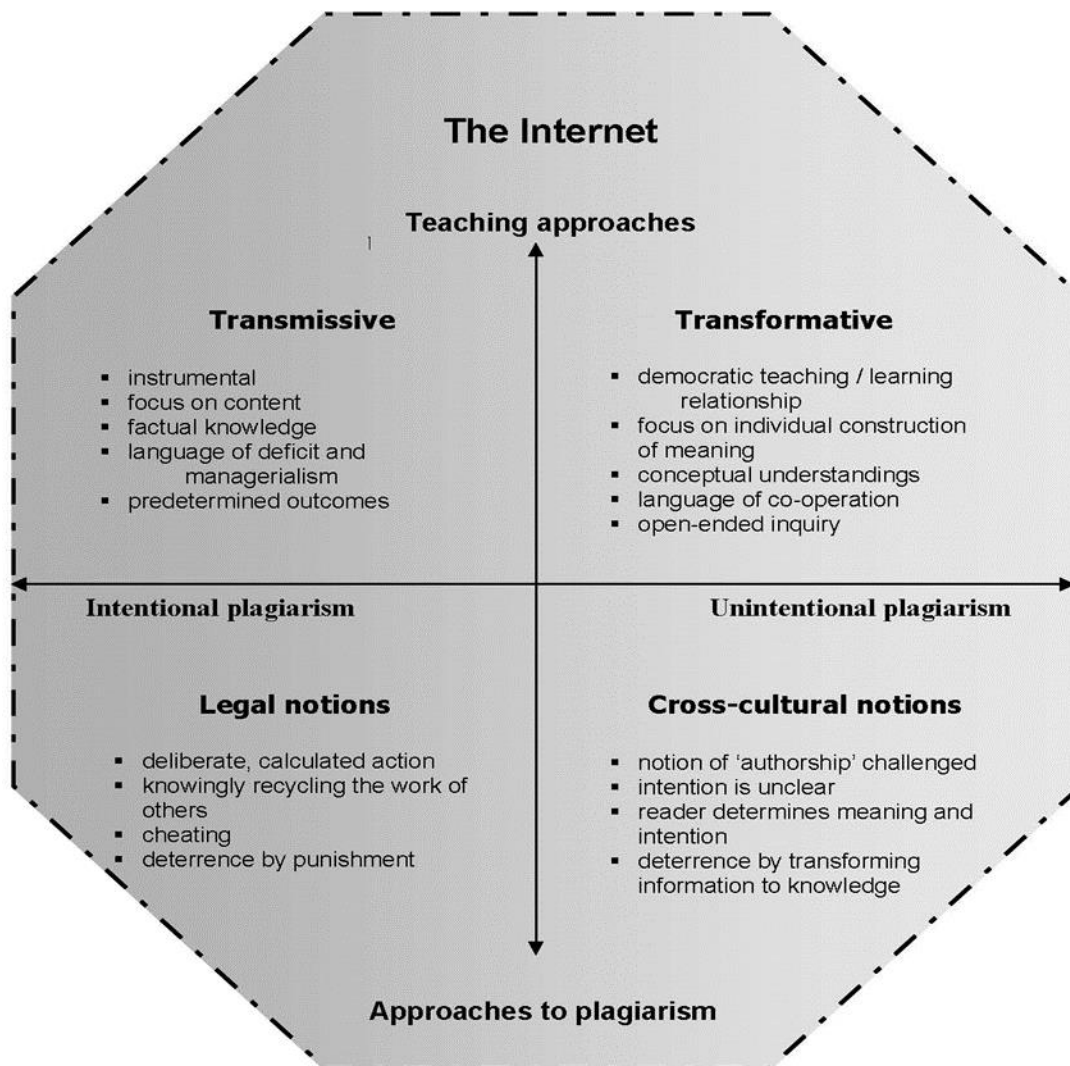 The Internet
Teaching approaches
Transmissive
▪ instrumental
▪ focus on content
▪ factual knowledge
▪ language of deficit and
managerialism
▪ predetermined outcomes
Transformative
▪ democratic teaching / learning
relationship
▪ focus on individual construction
of meaning
▪ conceptual understandings
▪ language of co-operation
▪ open-ended inquiry
Intentional plagiarism
Unintentional plagiarism
Legal notions
▪ deliberate, calculated action
▪ knowingly recycling the work of
others
▪ cheating
▪ deterrence by punishment
Cross-cultural notions
▪ notion of ‘authorship’ challenged
▪ intention is unclear
▪ reader determines meaning and
intention
▪ deterrence by transforming
information to knowledge
Approaches to plagiarism